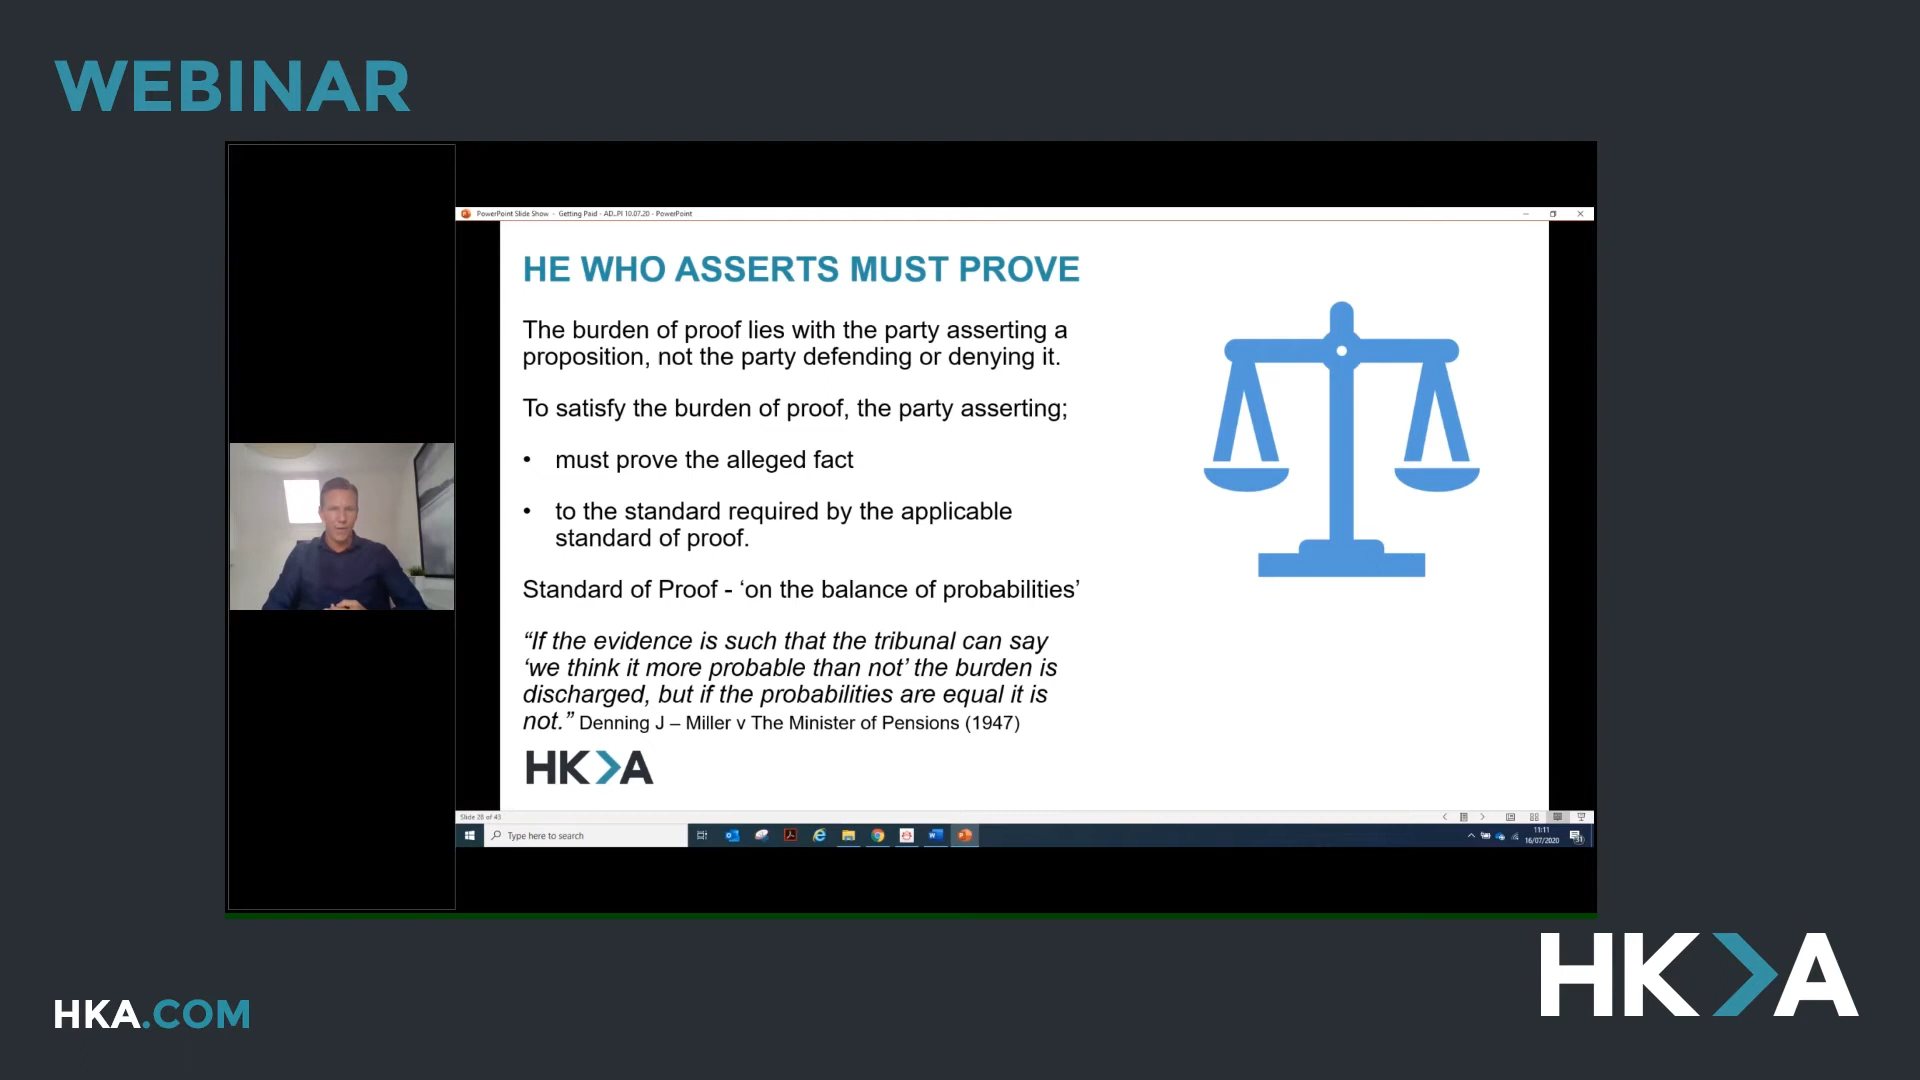 WEBINAR
PowerPoint Slide Show - Getting Paid - AD_PI 10.07.20 - PowerPoint
HE WHO ASSERTS MUST PROVE
The burden of proof lies with the party asserting a
proposition, not the party defending or denying it.
To satisfy the burden of proof, the party asserting;
• must prove the alleged fact
• to the standard required by the applicable
standard of proof.
Standard of Proof - ‘on the balance of probabilities’
“If the evidence is such that the tribunal can say
‘we think it more probable than not’ the burden is
discharged, but if the probabilities are equal it is
not.” Denning J – Miller v The Minister of Pensions (1947)
HKA
Slide 28 of 43
Type here to search
11:11
16/07/2020
HKA.COM
HKA